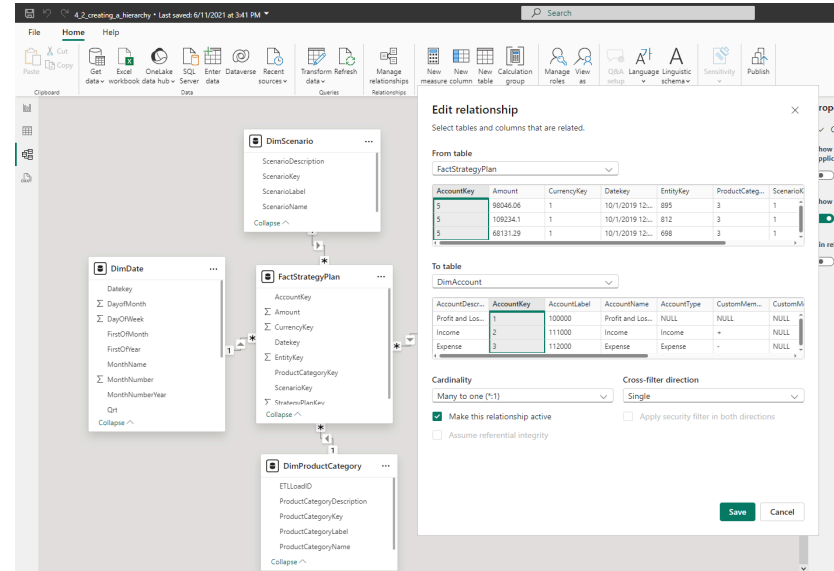 4_2_creating_a_hierarchy • Last saved: 6/11/2021 at 3:41 PM
Search
File Home Help
Paste
Cut
Copy
Clipboard
Get data
Excel workbook
OneLake data hub
SQL Server
Enter data
Dataverse
Recent sources
Data
Transform data
Refresh
Queries
Manage relationships
Relationships
New measure
New column
New table
Calculation group
Manage roles
View as
Q&A setup
Language
Linguistic schema
Sensitivity
Publish
DimScenario
ScenarioDescription
ScenarioKey
ScenarioLabel
ScenarioName
Collapse
*
DimDate
Datekey
Σ DayofMonth
Σ DayOfWeek
FirstOfMonth
FirstOfYear
MonthName
Σ MonthNumber
MonthNumberYear
Qrt
Collapse
1 *
FactStrategyPlan
AccountKey
Σ Amount
Σ CurrencyKey
Datekey
Σ EntityKey
ProductCategoryKey
ScenarioKey
Σ StrategyPlanKey
Collapse
*
*
1
DimProductCategory
ETLLoadID
ProductCategoryDescription
ProductCategoryKey
ProductCategoryLabel
ProductCategoryName
Collapse
Edit relationship
Select tables and columns that are related.
From table
FactStrategyPlan
AccountKey Amount CurrencyKey Datekey EntityKey ProductCateg... ScenarioK
5 98046.06 1 10/1/2019 12:... 895 3 1
5 109234.1 1 10/1/2019 12:... 812 3 1
5 68131.29 1 10/1/2019 12:... 698 3 1
To table
DimAccount
AccountDescr... AccountKey AccountLabel AccountName AccountType CustomMem... CustomM
Profit and Los... 1 100000 Profit and Los... NULL NULL NULL
Income 2 111000 Income Income + NULL
Expense 3 112000 Expense Expense - NULL
Cardinality
Many to one (*:1)
Cross-filter direction
Single
Make this relationship active
Apply security filter in both directions
Assume referential integrity
Save Cancel